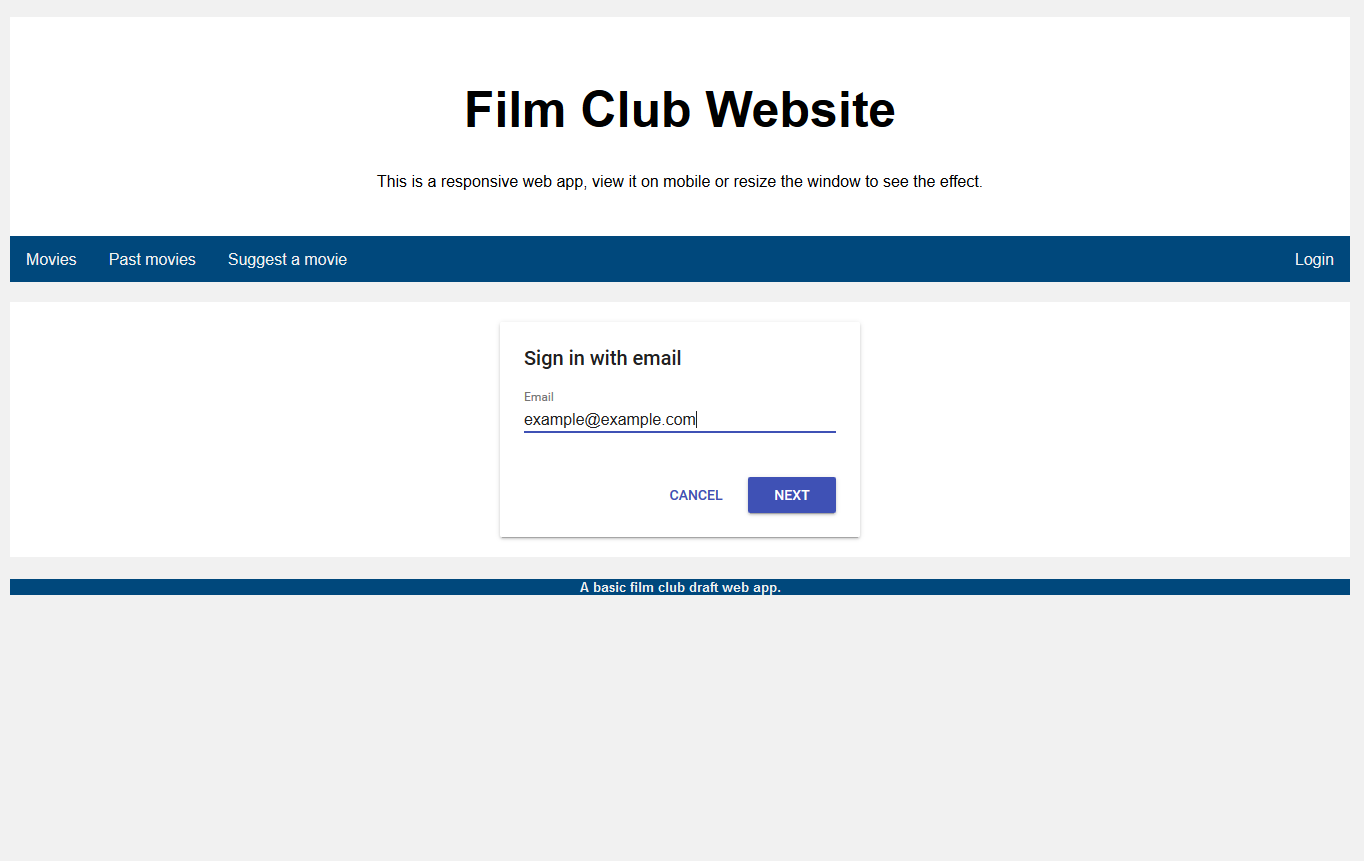 Film Club Website
This is a responsive web app, view it on mobile or resize the window to see the effect.
Movies Past movies Suggest a movie Login
Sign in with email
Email
example@example.com
CANCEL NEXT
A basic film club draft web app.